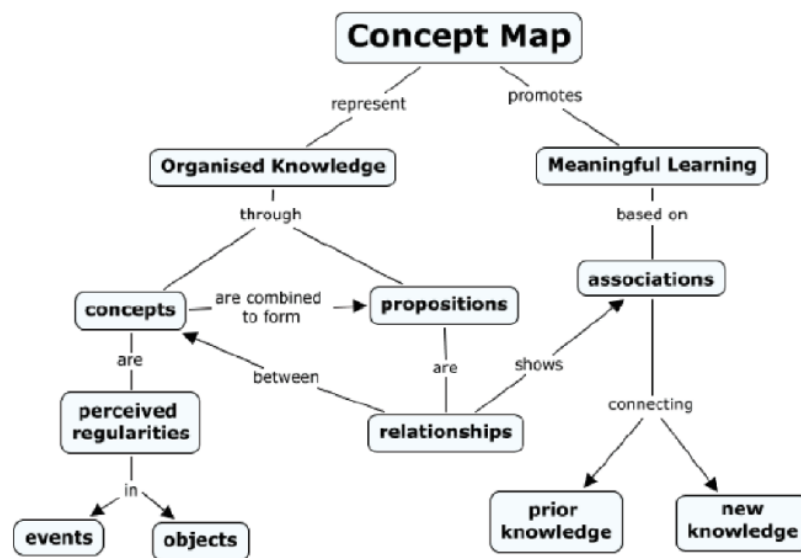 Concept Map
represent
promotes
Organised Knowledge
Meaningful Learning
through
based on
concepts
are combined
to form
propositions
associations
are
between
are
shows
perceived
regularities
relationships
connecting
in
events
objects
prior
knowledge
new
knowledge